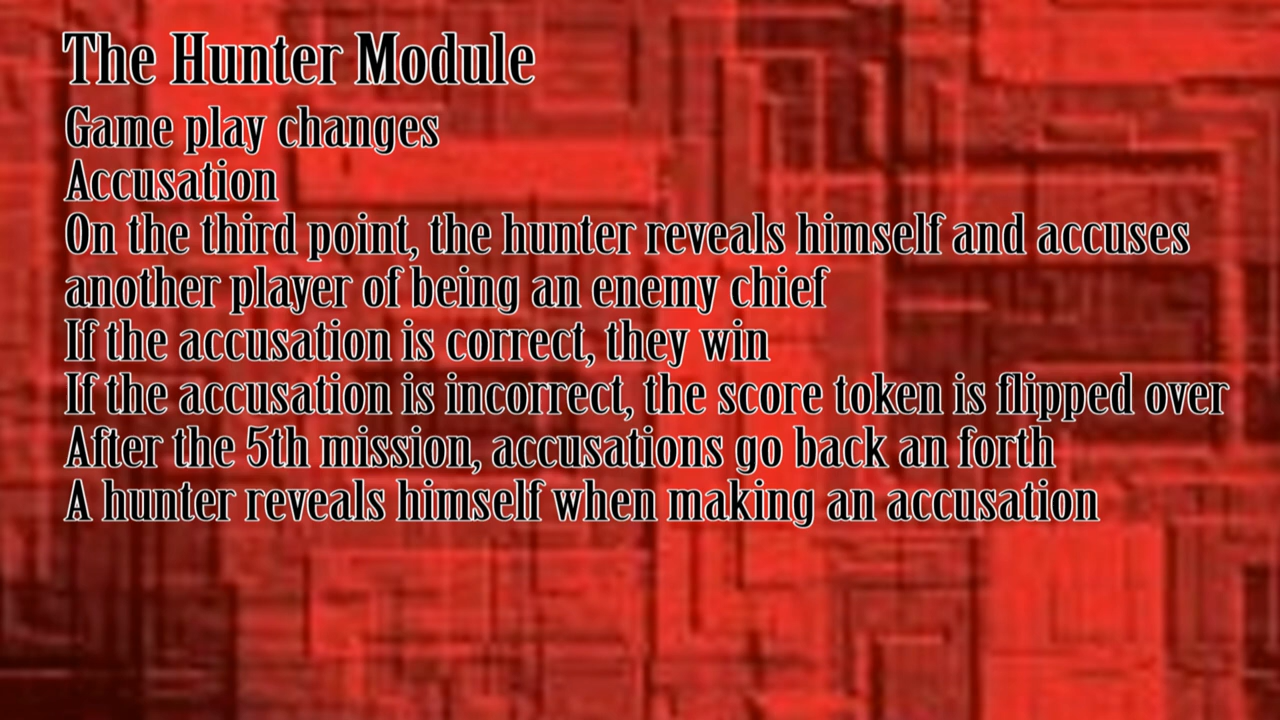 The Hunter Module
Game play changes
Accusation
On the third point, the hunter reveals himself and accuses
another player of being an enemy chief
If the accusation is correct, they win
If the accusation is incorrect, the score token is flipped over
After the 5th mission, accusations go back an forth
A hunter reveals himself when making an accusation